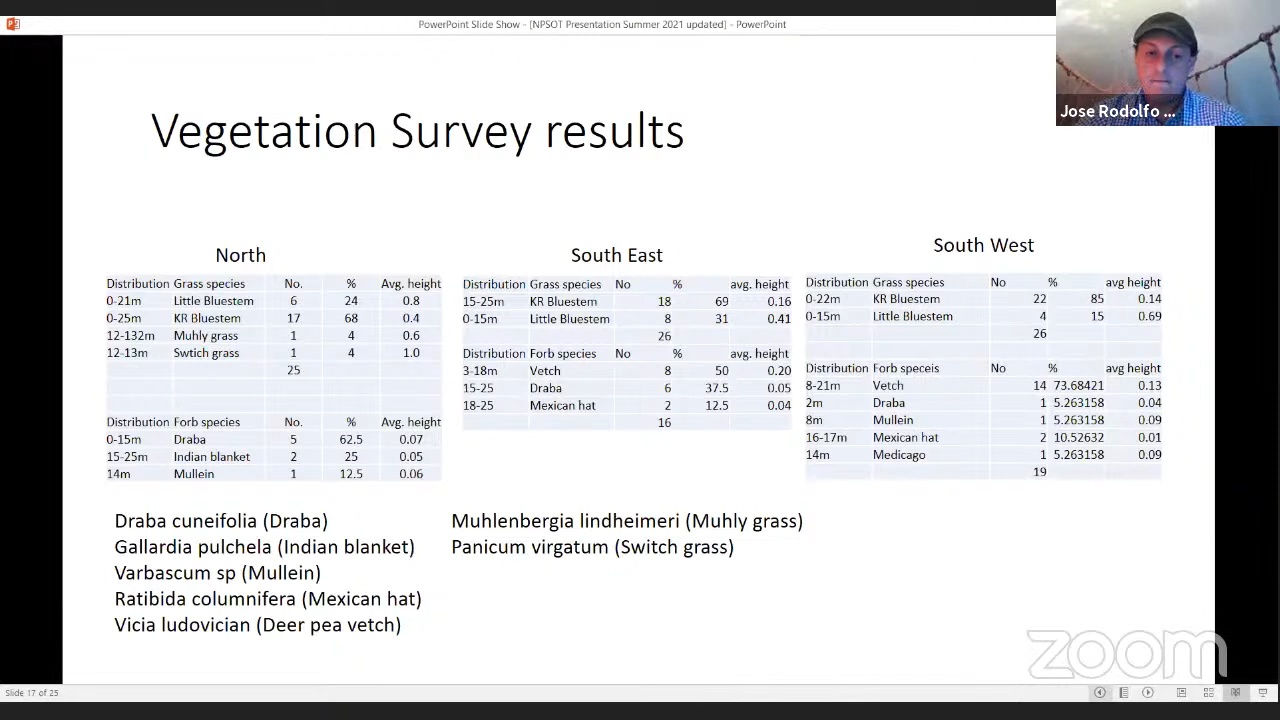 PowerPoint Slide Show - [NPSOT Presentation Summer 2021 updated] - PowerPoint
Jose Rodolfo ...
Vegetation Survey results
North
Distribution Grass species No. % Avg. height
0-21m Little Bluestem 6 24 0.8
0-25m KR Bluestem 17 68 0.4
12-132m Muhly grass 1 4 0.6
12-13m Swtich grass 1 4 1.0
25
Distribution Forb species No. % Avg. height
0-15m Draba 5 62.5 0.07
15-25m Indian blanket 2 25 0.05
14m Mullein 1 12.5 0.06
South East
Distribution Grass species No % avg. height
15-25m KR Bluestem 18 69 0.16
0-15m Little Bluestem 8 31 0.41
26
Distribution Forb species No % avg. height
3-18m Vetch 8 50 0.20
15-25 Draba 6 37.5 0.05
18-25 Mexican hat 2 12.5 0.04
16
South West
Distribution Grass species No % avg height
0-22m KR Bluestem 22 85 0.14
0-15m Little Bluestem 4 15 0.69
26
Distribution Forb speceis No % avg height
8-21m Vetch 14 73.68421 0.13
2m Draba 1 5.263158 0.04
8m Mullein 1 5.263158 0.09
16-17m Mexican hat 2 10.52632 0.01
14m Medicago 1 5.263158 0.09
19
Draba cuneifolia (Draba)
Gallardia pulchela (Indian blanket)
Varbascum sp (Mullein)
Ratibida columnifera (Mexican hat)
Vicia ludovician (Deer pea vetch)
Muhlenbergia lindheimeri (Muhly grass)
Panicum virgatum (Switch grass)
zoom
Slide 17 of 25